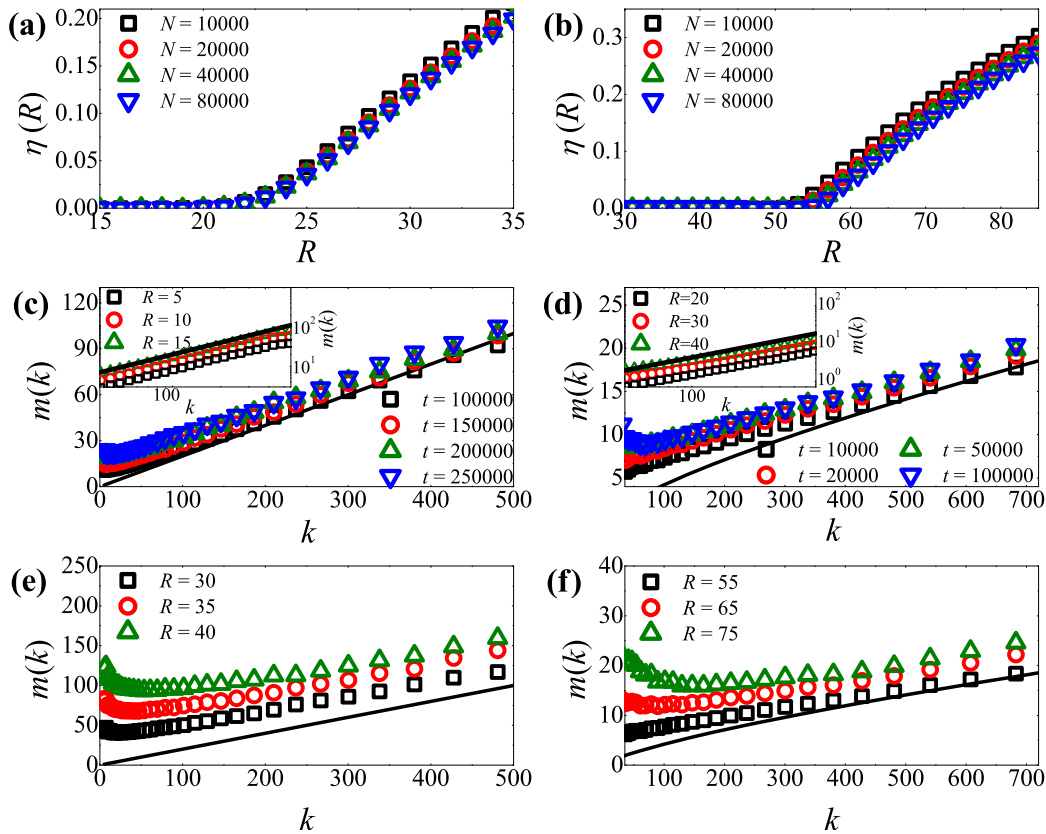 (a)
N = 10000
N = 20000
N = 40000
N = 80000
η (R)
0.20
0.15
0.10
0.05
0.00
15 20 25 30 35
R
(b)
N = 10000
N = 20000
N = 40000
N = 80000
η (R)
0.3
0.2
0.1
0.0
30 40 50 60 70 80
R
(c)
R = 5
R = 10
R = 15
10²
10¹
m(k)
100
k
t = 100000
t = 150000
t = 200000
t = 250000
m(k)
120
90
60
30
0
0 100 200 300 400 500
k
(d)
R=20
R=30
R=40
10²
10¹
10⁰
m(k)
100
k
t = 10000
t = 20000
t = 50000
t = 100000
m(k)
25
20
15
10
5
100 200 300 400 500 600 700
k
(e)
R = 30
R = 35
R = 40
m(k)
250
200
150
100
50
0
0 100 200 300 400 500
k
(f)
R = 55
R = 65
R = 75
m(k)
40
30
20
10
0
100 200 300 400 500 600 700
k